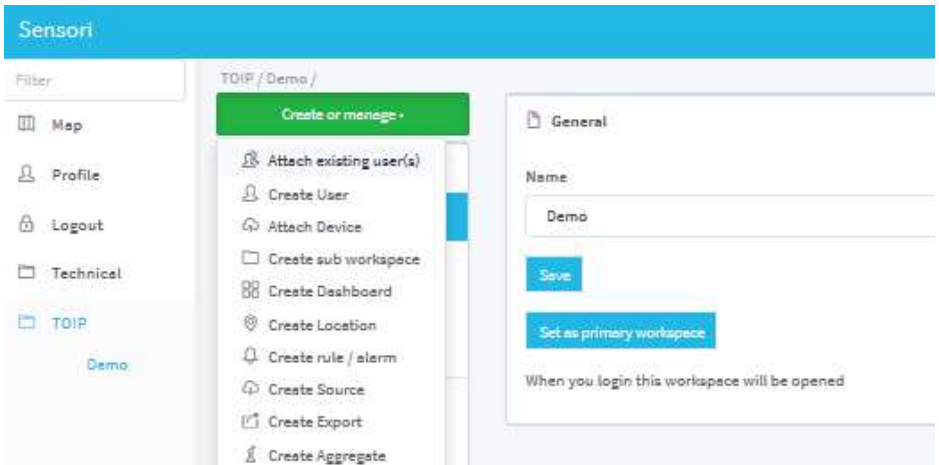 Sensori
Filter
Map
Profile
Logout
Technical
TOIP
Demo
TOIP / Demo /
Create or manage
Attach existing user(s)
Create User
Attach Device
Create sub workspace
Create Dashboard
Create Location
Create rule / alarm
Create Source
Create Export
Create Aggregate
General
Name
Demo
Save
Set as primary workspace
When you login this workspace will be opened